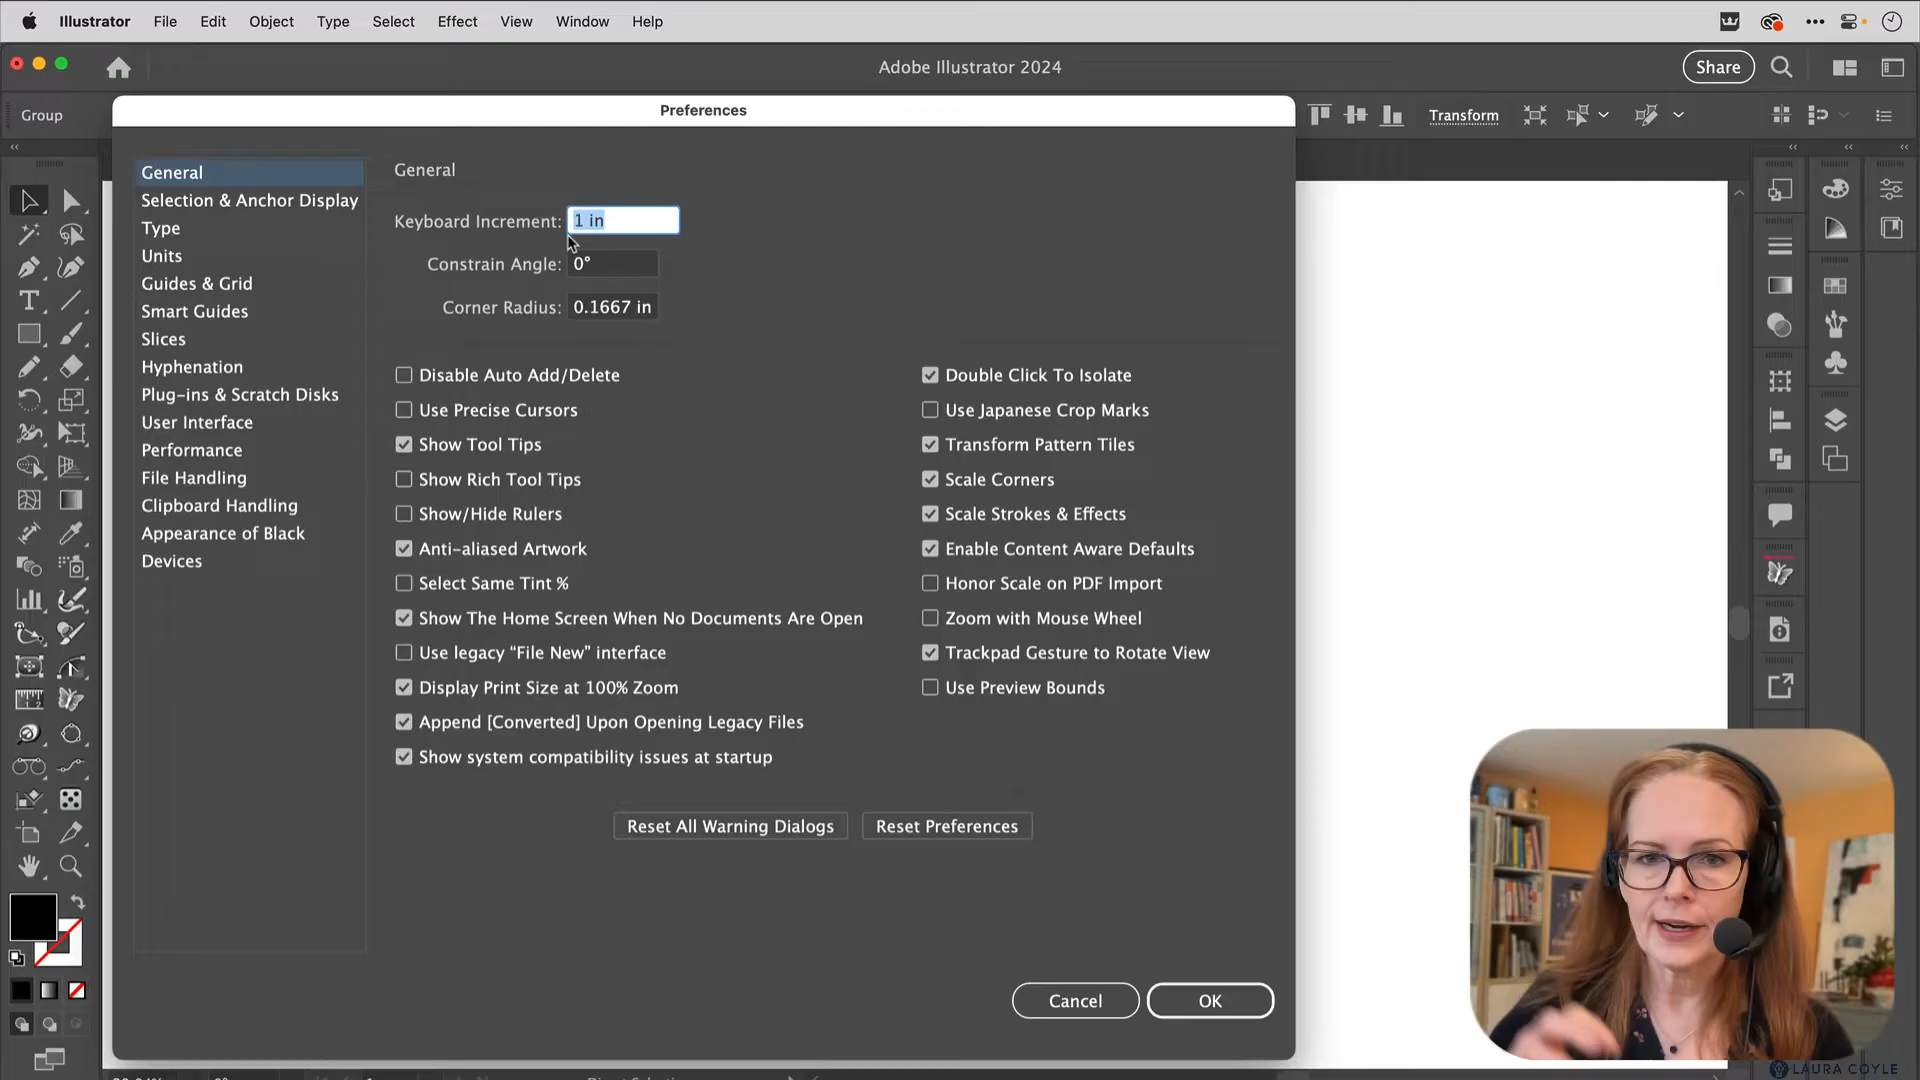 Illustrator File Edit Object Type Select Effect View Window Help
Adobe Illustrator 2024
Share
Group
Transform
Preferences
General
Selection & Anchor Display
Type
Units
Guides & Grid
Smart Guides
Slices
Hyphenation
Plug-ins & Scratch Disks
User Interface
Performance
File Handling
Clipboard Handling
Appearance of Black
Devices
General
Keyboard Increment: 1 in
Constrain Angle: 0°
Corner Radius: 0.1667 in
Disable Auto Add/Delete
Use Precise Cursors
Show Tool Tips
Show Rich Tool Tips
Show/Hide Rulers
Anti-aliased Artwork
Select Same Tint %
Show The Home Screen When No Documents Are Open
Use legacy “File New” interface
Display Print Size at 100% Zoom
Append [Converted] Upon Opening Legacy Files
Show system compatibility issues at startup
Double Click To Isolate
Use Japanese Crop Marks
Transform Pattern Tiles
Scale Corners
Scale Strokes & Effects
Enable Content Aware Defaults
Honor Scale on PDF Import
Zoom with Mouse Wheel
Trackpad Gesture to Rotate View
Use Preview Bounds
Reset All Warning Dialogs
Reset Preferences
Cancel
OK
LAURA COYLE